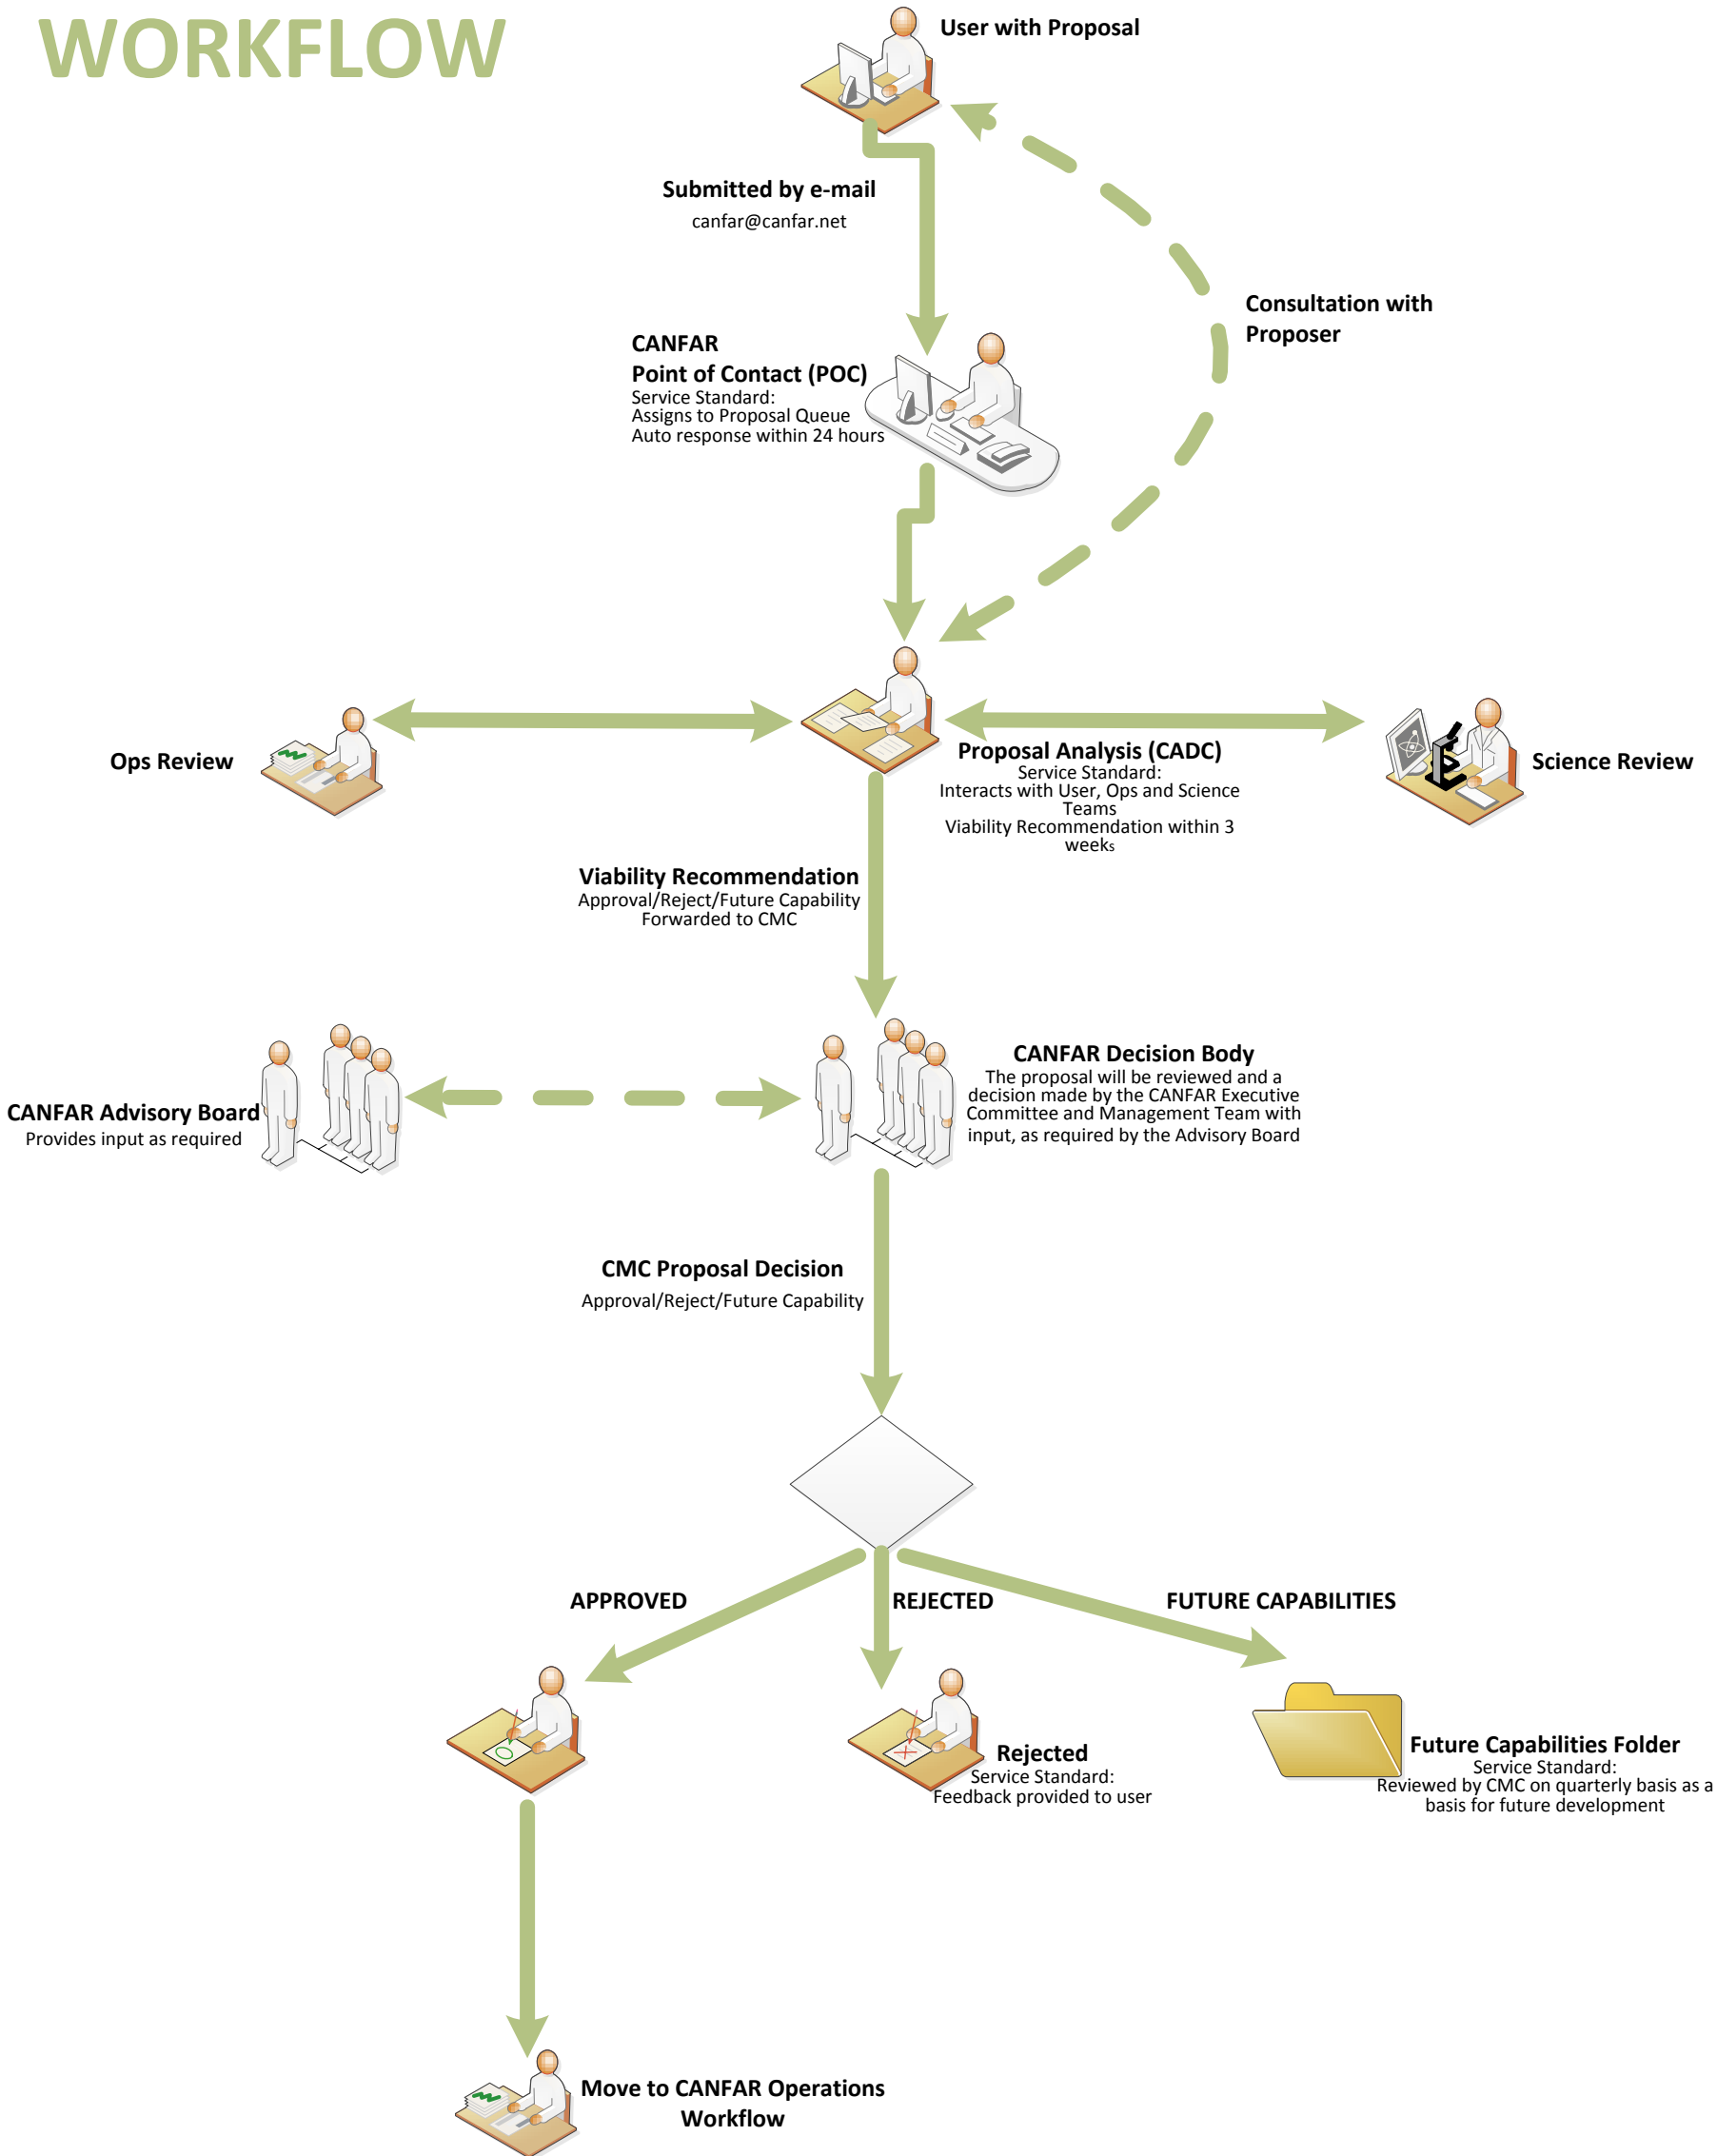 WORKFLOW
User with Proposal
Submitted by e-mail
canfar@canfar.net
Consultation with
Proposer
CANFAR
Point of Contact (POC)
Service Standard:
Assigns to Proposal Queue
Auto response within 24 hours
Ops Review
Proposal Analysis (CADC)
Service Standard:
Interacts with User, Ops and Science
Teams
Viability Recommendation within 3
weeks
Science Review
Viability Recommendation
Approval/Reject/Future Capability
Forwarded to CMC
CANFAR Advisory Board
Provides input as required
CANFAR Decision Body
The proposal will be reviewed and a
decision made by the CANFAR Executive
Committee and Management Team with
input, as required by the Advisory Board
CMC Proposal Decision
Approval/Reject/Future Capability
APPROVED
REJECTED
FUTURE CAPABILITIES
Rejected
Service Standard:
Feedback provided to user
Future Capabilities Folder
Service Standard:
Reviewed by CMC on quarterly basis as a
basis for future development
Move to CANFAR Operations
Workflow